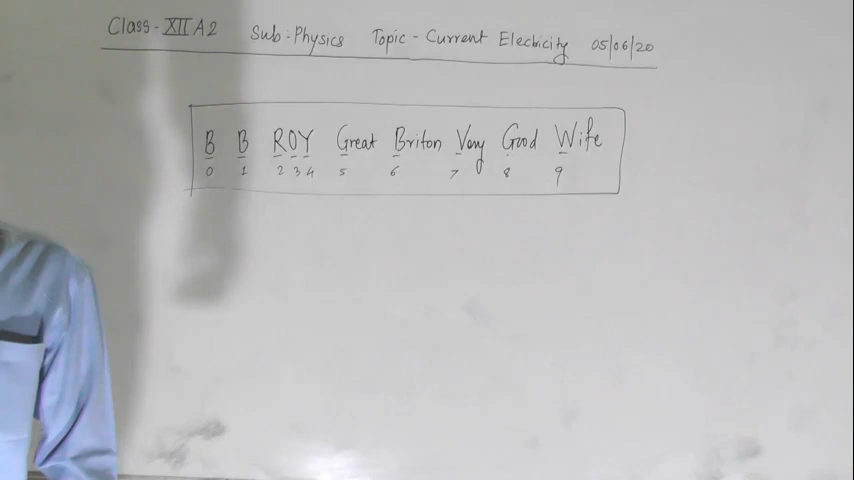 Class - XII A2 Sub : Physics Topic - Current Electricity 05/06/20
B B ROY Great Briton Very Good Wife
0 1 2 3 4 5 6 7 8 9